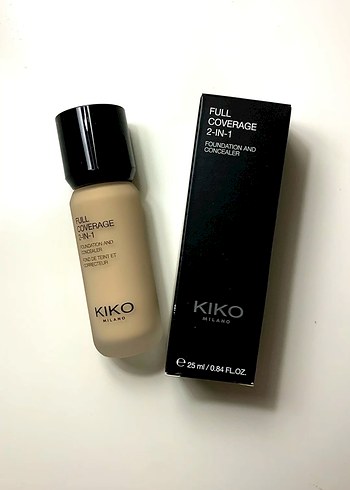 FULL
COVERAGE
2-IN-1
FOUNDATION AND
CONCEALER
FOND DE TEINT ET
CORRECTEUR
KIKO
MILANO
FULL
COVERAGE
2-IN-1
FOUNDATION AND
CONCEALER
KIKO
MILANO
℮ 25 ml / 0.84 FL.OZ.